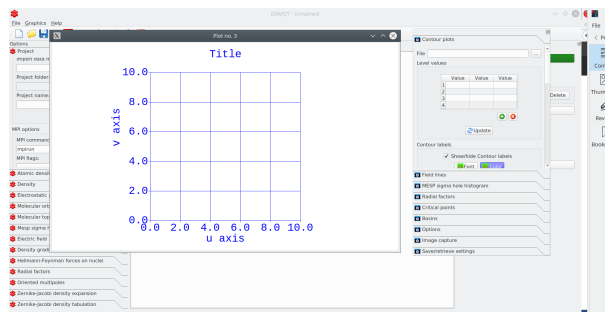 DAMQT - Unnamed
File Graphics Help
Options
Project
Import data
Project folder:
Project name:
MPI options
MPI command
mpirun
MPI flags:
Atomic densi
Density
Electrostatic
Molecular orb
Molecular top
Mesp sigma h
Electric field
Density grad
Hellmann-Feynman forces on nuclei
Radial factors
Oriented multipoles
Zernike-Jacobi density expansion
Zernike-Jacobi density tabulation
Plot no. 3
Title
v axis
10.0
8.0
6.0
4.0
2.0
0.0
0.0 2.0 4.0 6.0 8.0 10.0
u axis
Contour plots
File
...
Level values
Value Value Value
1
2
3
4
Update
Contour labels
Show/hide Contour labels
Font
Color
Field lines
MESP sigma hole histogram
Radial factors
Critical points
Basins
Options
Image capture
Save/retrieve settings
Delete
File
Con
Thum
Rev
Book